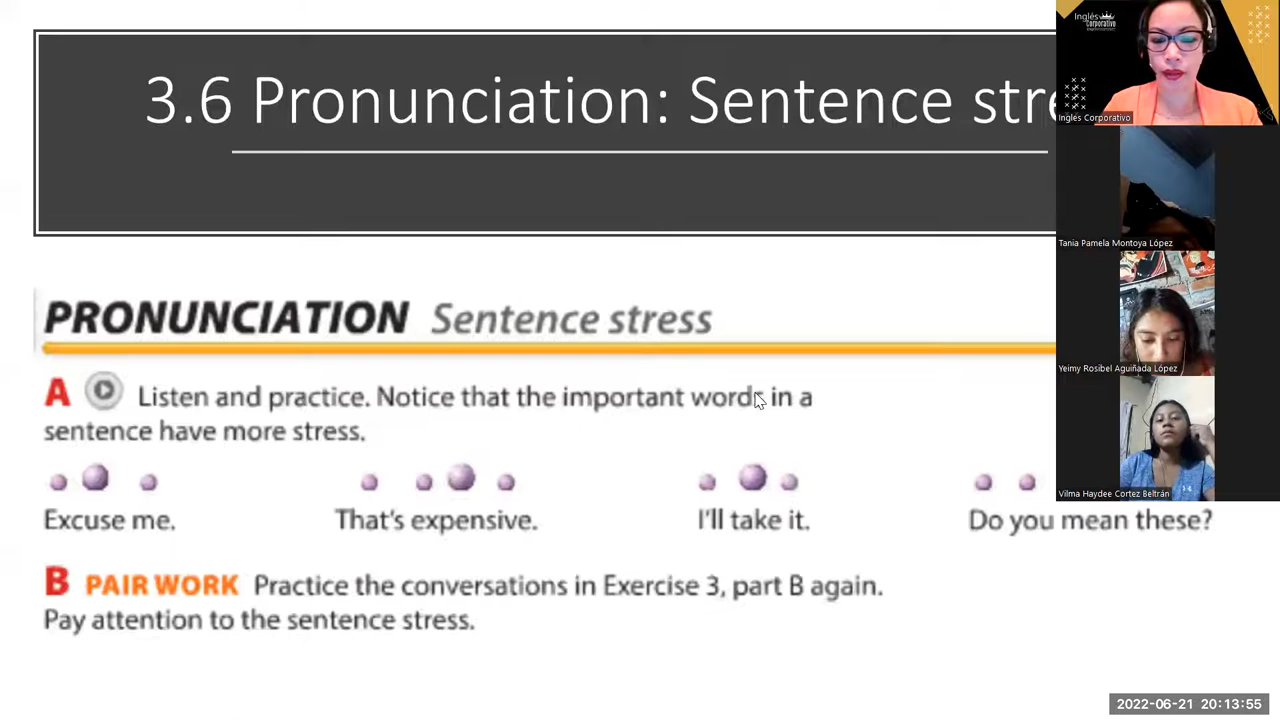 3.6 Pronunciation: Sentence stre
Inglés
Corporativo
Inglés Corporativo
Tania Pamela Montoya López
Yeimy Rosibel Aguiñada López
Vilma Haydee Cortez Beltrán
PRONUNCIATION Sentence stress
A Listen and practice. Notice that the important words in a
sentence have more stress.
Excuse me. That's expensive. I'll take it. Do you mean these?
B PAIR WORK Practice the conversations in Exercise 3, part B again.
Pay attention to the sentence stress.
2022-06-21 20:13:55